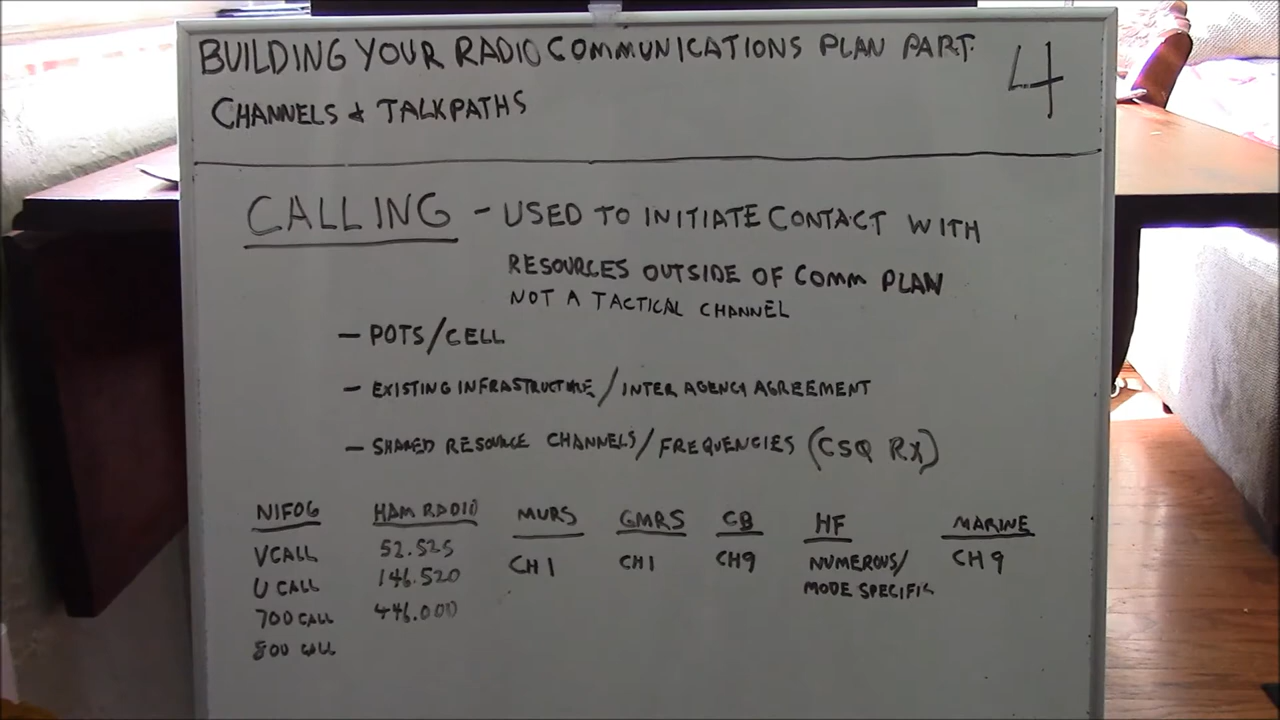 BUILDING YOUR RADIO COMMUNICATIONS PLAN PART 4
CHANNELS & TALKPATHS
CALLING - USED TO INITIATE CONTACT WITH
RESOURCES OUTSIDE OF COMM PLAN
NOT A TACTICAL CHANNEL
- POTS/CELL
- EXISTING INFRASTRUCTURE/INTER AGENCY AGREEMENT
- SHARED RESOURCE CHANNELS/FREQUENCIES (CSQ RX)
NIFOG HAM RADIO MURS GMRS CB HF MARINE
VCALL 52.525 CH1 CH1 CH9 NUMEROUS/ CH9
UCALL 146.520 MODE SPECIFIC
700 CALL 446.000
800 CALL